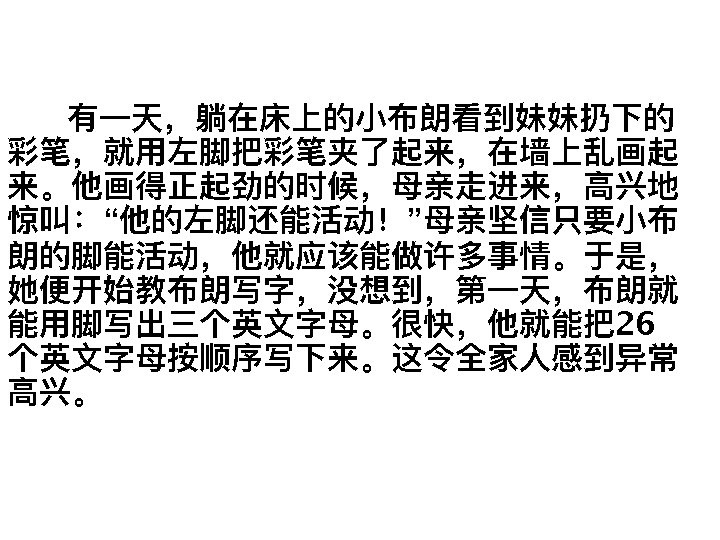 有一天，躺在床上的小布朗看到妹妹扔下的
彩笔，就用左脚把彩笔夹了起来，在墙上乱画起
来。他画得正起劲的时候，母亲走进来，高兴地
惊叫：“他的左脚还能活动！”母亲坚信只要小布
朗的脚能活动，他就应该能做许多事情。于是，
她便开始教布朗写字，没想到，第一天，布朗就
能用脚写出三个英文字母。很快，他就能把26
个英文字母按顺序写下来。这令全家人感到异常
高兴。